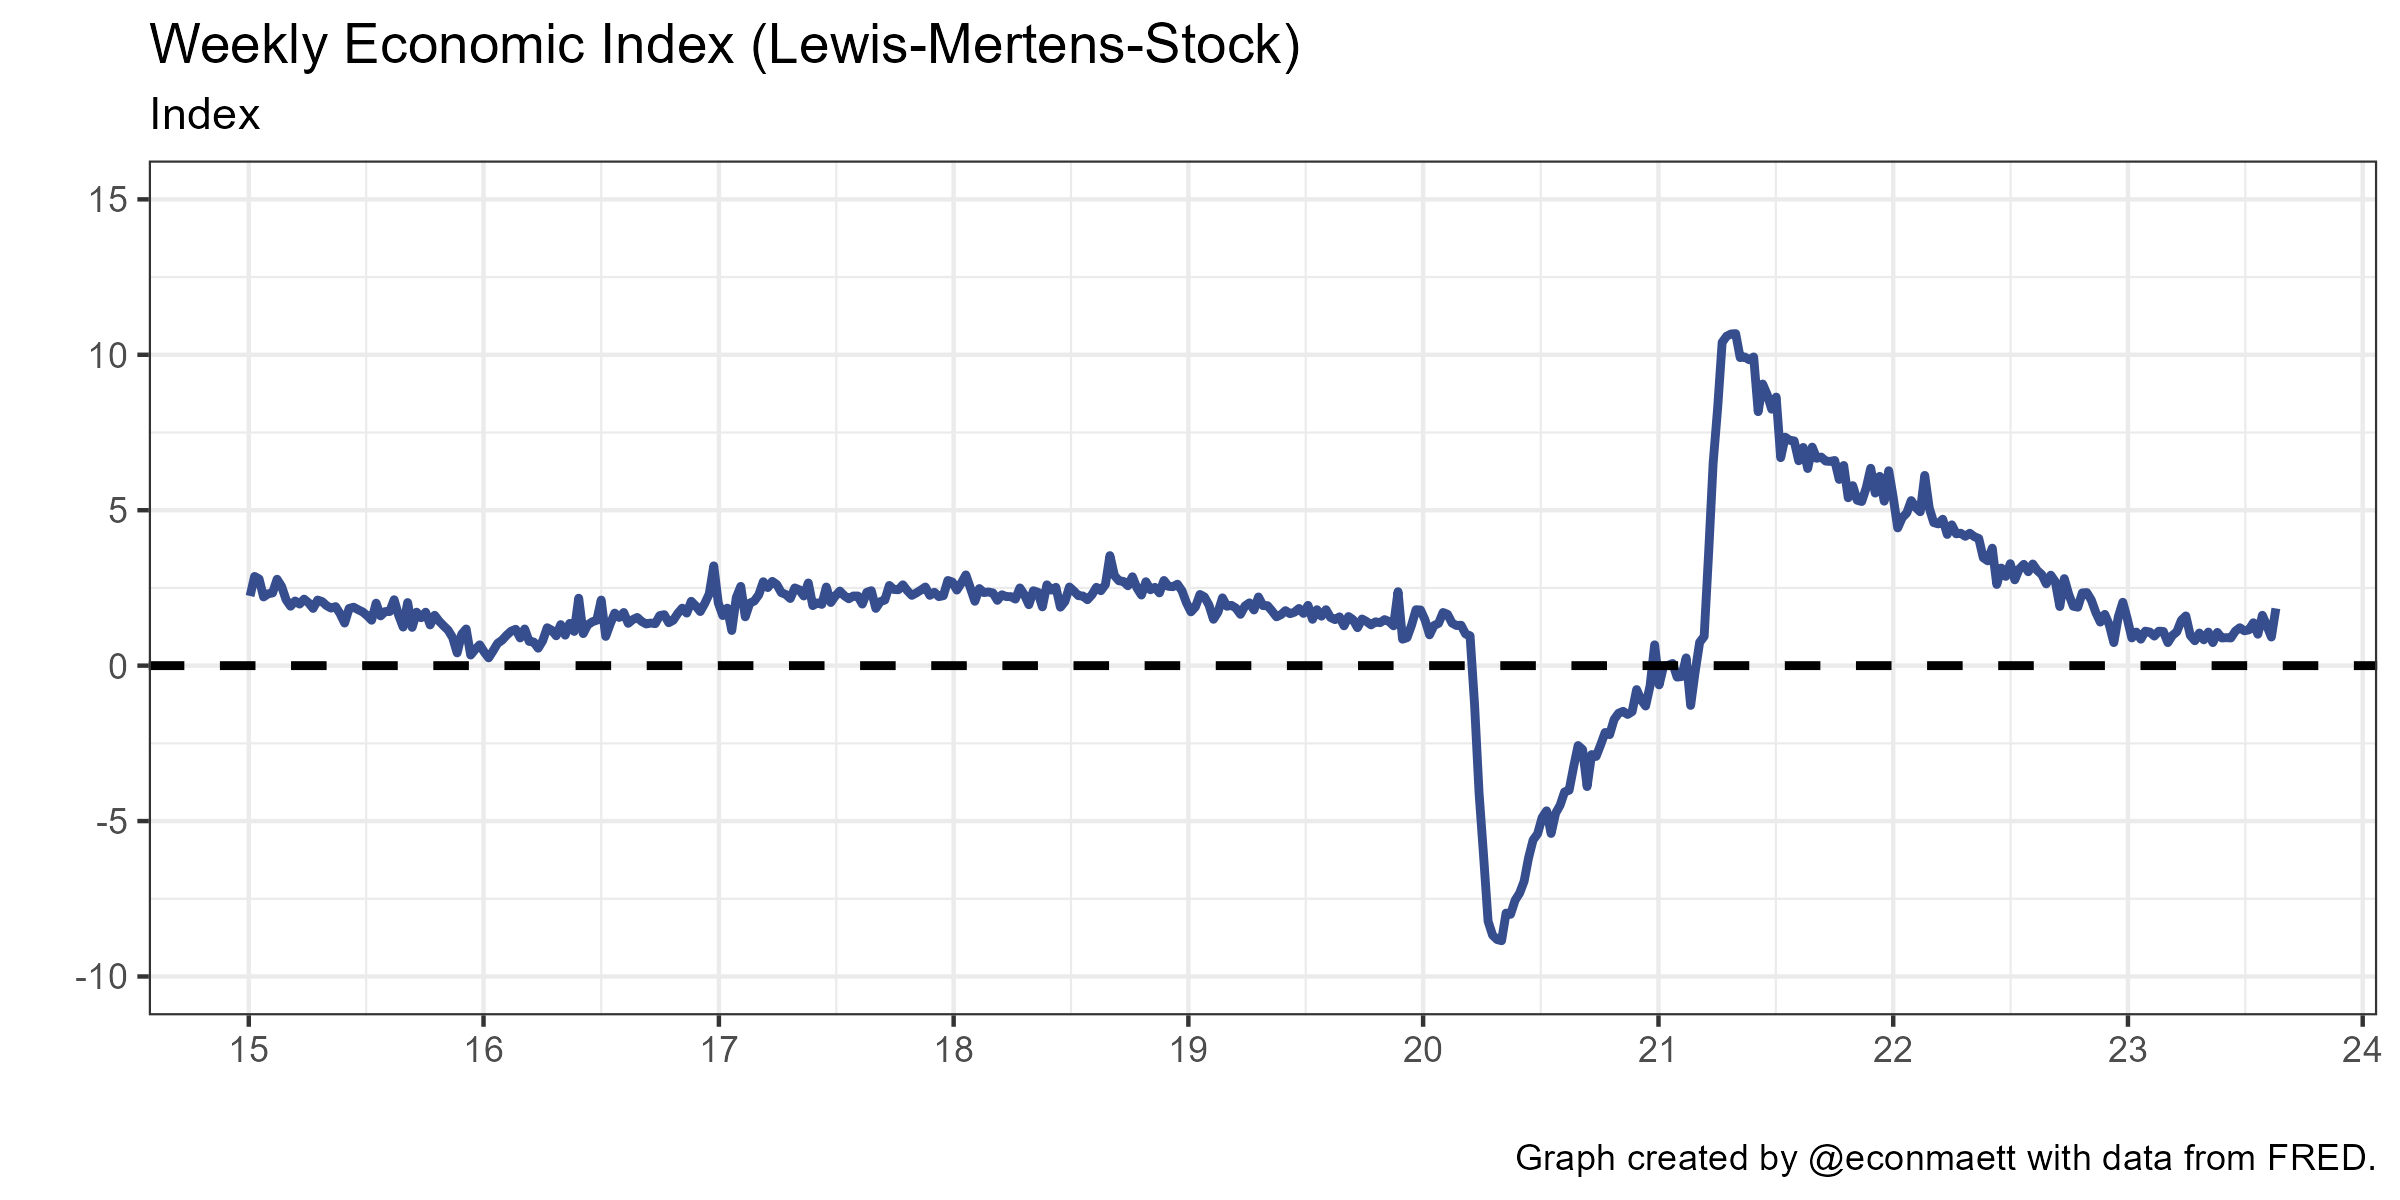 Weekly Economic Index (Lewis-Mertens-Stock)
Index
15
10
5
0
-5
-10
15 16 17 18 19 20 21 22 23 24
Graph created by @econmaett with data from FRED.